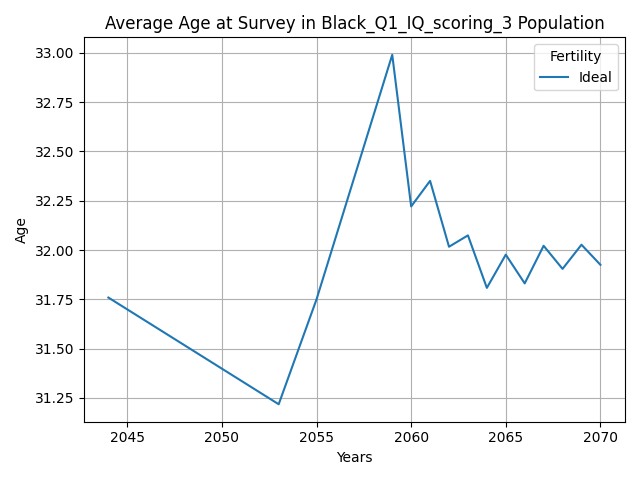 Average Age at Survey in Black_Q1_IQ_scoring_3 Population
Fertility
Ideal
33.00
32.75
32.50
32.25
32.00
31.75
31.50
31.25
Age
2045
2050
2055
2060
2065
2070
Years